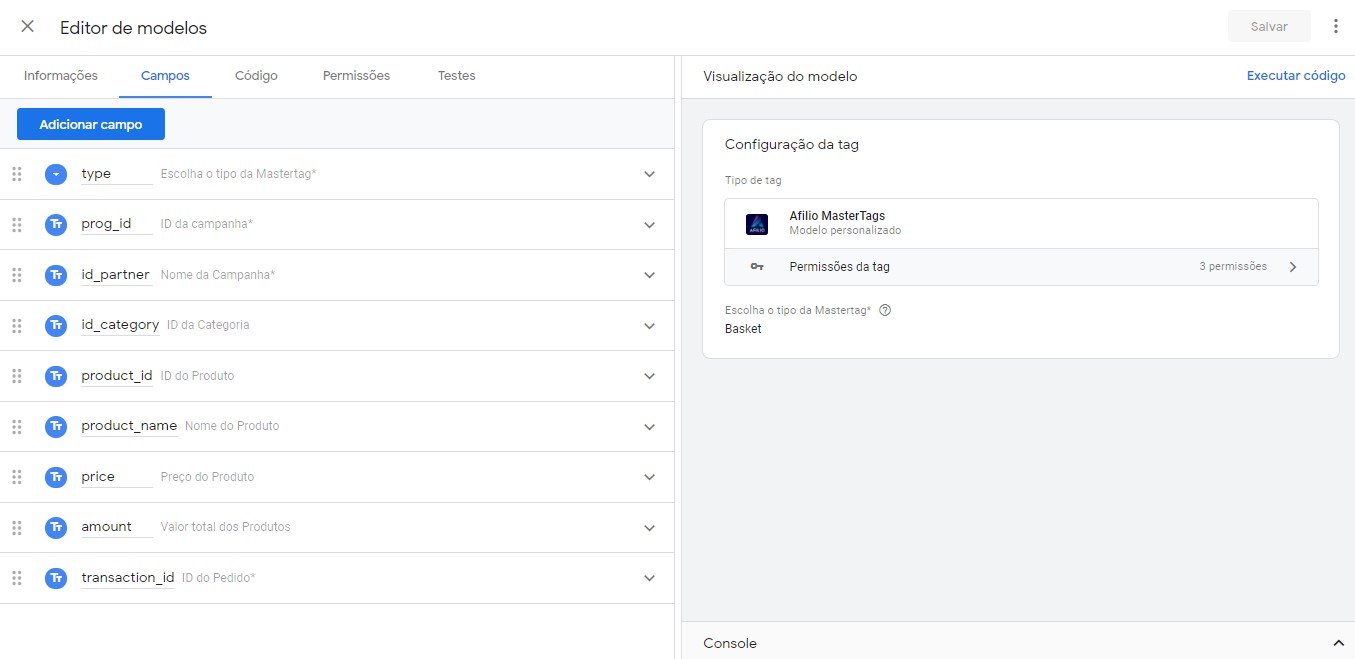 Editor de modelos
Salvar
Informações
Campos
Código
Permissões
Testes
Visualização do modelo
Executar código
Adicionar campo
type Escolha o tipo da Mastertag*
prog_id ID da campanha*
id_partner Nome da Campanha*
id_category ID da Categoria
product_id ID do Produto
product_name Nome do Produto
price Preço do Produto
amount Valor total dos Produtos
transaction_id ID do Pedido*
Configuração da tag
Tipo de tag
Afilio MasterTags
Modelo personalizado
Permissões da tag
3 permissões
Escolha o tipo da Mastertag*
Basket
Console